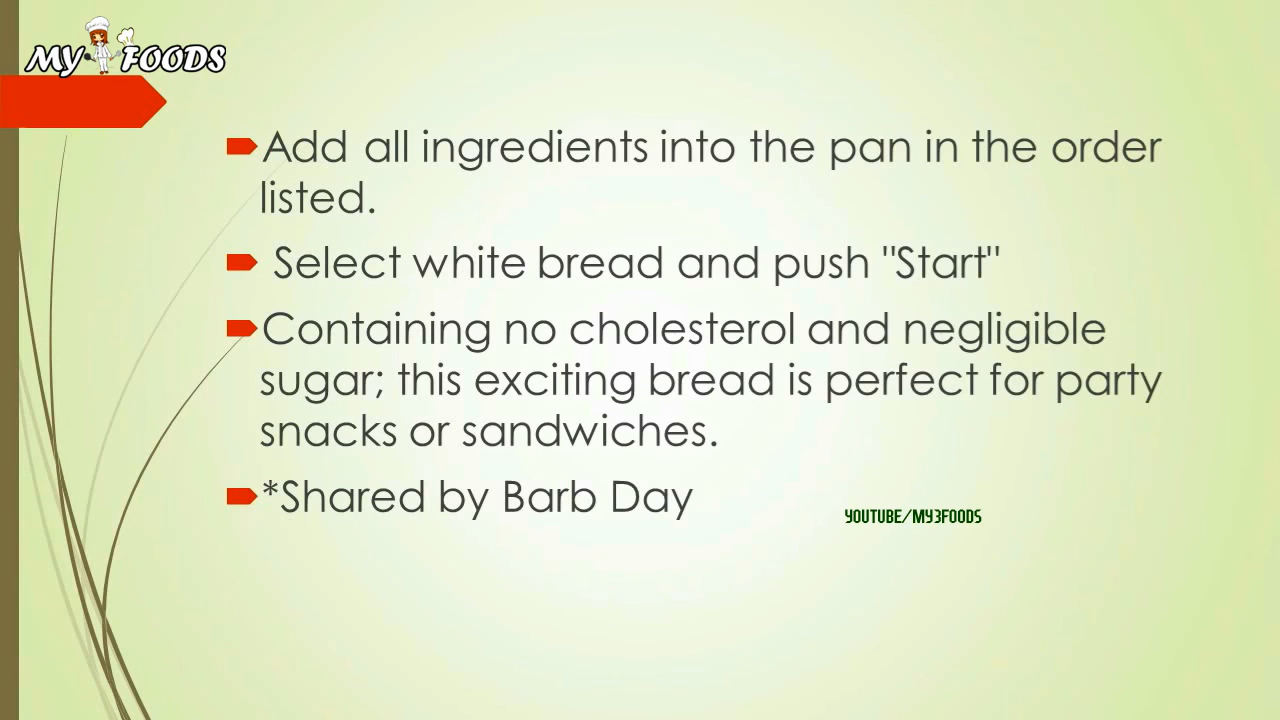 MY FOODS
Add all ingredients into the pan in the order
listed.
Select white bread and push "Start"
Containing no cholesterol and negligible
sugar; this exciting bread is perfect for party
snacks or sandwiches.
*Shared by Barb Day
YOUTUBE/MY3FOODS